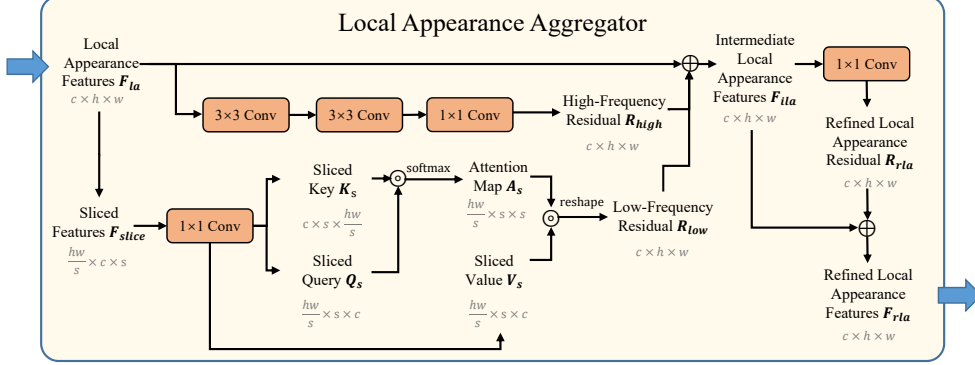 Local Appearance Aggregator
Local
Appearance
Features F_la
c × h × w
3×3 Conv
3×3 Conv
1×1 Conv
High-Frequency
Residual R_high
c × h × w
Intermediate
Local
Appearance
Features F_ila
c × h × w
1×1 Conv
Refined Local
Appearance
Residual R_rla
c × h × w
Sliced
Features F_slice
hw/s × c × s
1×1 Conv
Sliced
Key K_s
c × s × hw/s
softmax
Attention
Map A_s
hw/s × s × s
Sliced
Query Q_s
hw/s × s × c
Sliced
Value V_s
hw/s × s × c
reshape
Low-Frequency
Residual R_low
c × h × w
Refined Local
Appearance
Features F_rla
c × h × w